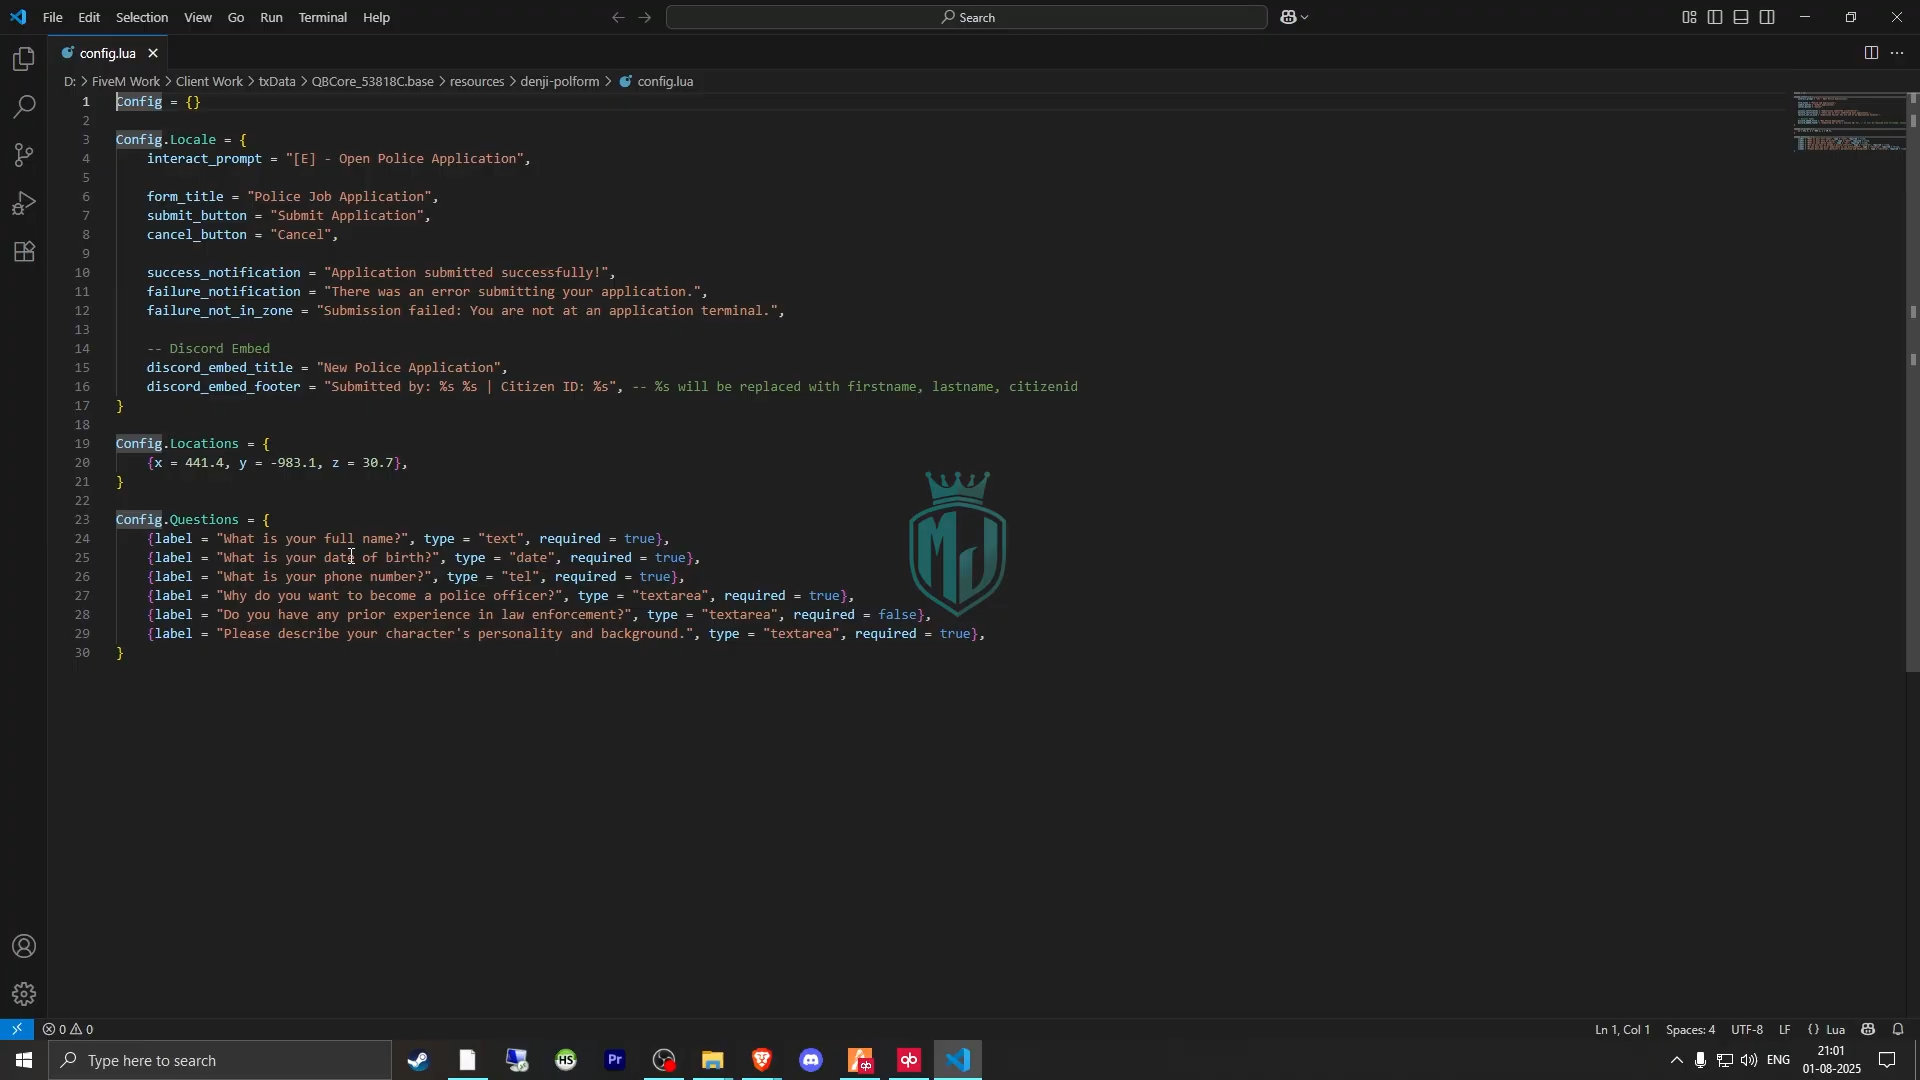 File Edit Selection View Go Run Terminal Help
Search
config.lua
D: > FiveM Work > Client Work > txData > QBCore_53818C.base > resources > denji-polform > config.lua
1 Config = {}
2
3 Config.Locale = {
4 interact_prompt = "[E] - Open Police Application",
5
6 form_title = "Police Job Application",
7 submit_button = "Submit Application",
8 cancel_button = "Cancel",
9
10 success_notification = "Application submitted successfully!",
11 failure_notification = "There was an error submitting your application.",
12 failure_not_in_zone = "Submission failed: You are not at an application terminal.",
13
14 -- Discord Embed
15 discord_embed_title = "New Police Application",
16 discord_embed_footer = "Submitted by: %s %s | Citizen ID: %s", -- %s will be replaced with firstname, lastname, citizenid
17 }
18
19 Config.Locations = {
20 {x = 441.4, y = -983.1, z = 30.7},
21 }
22
23 Config.Questions = {
24 {label = "What is your full name?", type = "text", required = true},
25 {label = "What is your date of birth?", type = "date", required = true},
26 {label = "What is your phone number?", type = "tel", required = true},
27 {label = "Why do you want to become a police officer?", type = "textarea", required = true},
28 {label = "Do you have any prior experience in law enforcement?", type = "textarea", required = false},
29 {label = "Please describe your character's personality and background.", type = "textarea", required = true},
30 }
MJ
0 0
Ln 1, Col 1 Spaces: 4 UTF-8 LF {} Lua
Type here to search
HS
Pr
qb
qb
ENG
21:01
01-08-2025